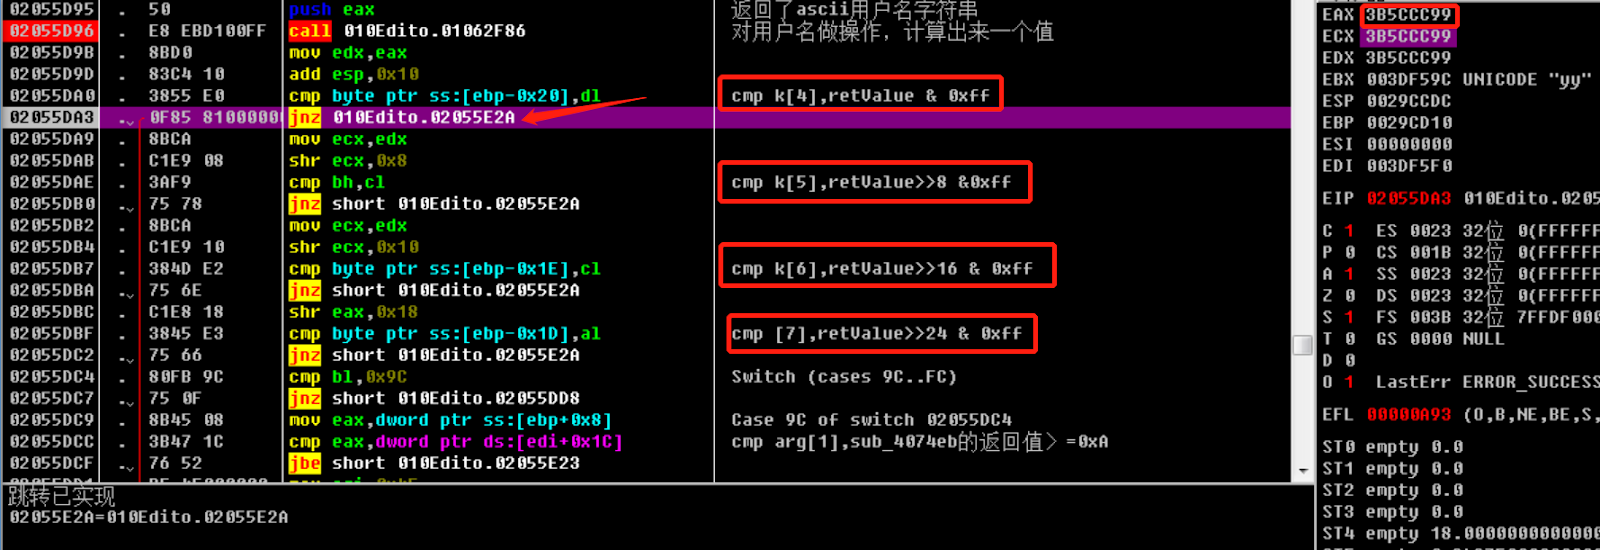 02055D95 . 50 push eax 返回了ascii用户名字符串
02055D96 . E8 EBD100FF call 010Edito.01062F86 对用户名做操作，计算出来一个值
02055D9B . 8BD0 mov edx,eax
02055D9D . 83C4 10 add esp,0x10
02055DA0 . 3855 E0 cmp byte ptr ss:[ebp-0x20],dl cmp k[4],retValue & 0xff
02055DA3 .⌄ 0F85 8100000 jnz 010Edito.02055E2A
02055DA9 . 8BCA mov ecx,edx
02055DAB . C1E9 08 shr ecx,0x8
02055DAE . 3AF9 cmp bh,cl cmp k[5],retValue>>8 &0xff
02055DB0 .⌄ 75 78 jnz short 010Edito.02055E2A
02055DB2 . 8BCA mov ecx,edx
02055DB4 . C1E9 10 shr ecx,0x10
02055DB7 . 384D E2 cmp byte ptr ss:[ebp-0x1E],cl cmp k[6],retValue>>16 & 0xff
02055DBA .⌄ 75 6E jnz short 010Edito.02055E2A
02055DBC . C1E8 18 shr eax,0x18
02055DBF . 3845 E3 cmp byte ptr ss:[ebp-0x1D],al cmp [7],retValue>>24 & 0xff
02055DC2 .⌄ 75 66 jnz short 010Edito.02055E2A
02055DC4 . 80FB 9C cmp bl,0x9C Switch (cases 9C..FC)
02055DC7 .⌄ 75 0F jnz short 010Edito.02055DD8
02055DC9 . 8B45 08 mov eax,dword ptr ss:[ebp+0x8] Case 9C of switch 02055DC4
02055DCC . 3B47 1C cmp eax,dword ptr ds:[edi+0x1C] cmp arg[1],sub_4074eb的返回值> =0xA
02055DCF .⌄ 76 52 jbe short 010Edito.02055E23
跳转已实现
02055E2A=010Edito.02055E2A
EAX 3B5CCC99
ECX 3B5CCC99
EDX 3B5CCC99
EBX 003DF59C UNICODE "yy"
ESP 0029CCDC
EBP 0029CD10
ESI 00000000
EDI 003DF5F0
EIP 02055DA3 010Edito.0205
C 1 ES 0023 32位 0(FFFFFF
P 0 CS 001B 32位 0(FFFFFF
A 1 SS 0023 32位 0(FFFFFF
Z 0 DS 0023 32位 0(FFFFFF
S 1 FS 003B 32位 7FFDF000
T 0 GS 0000 NULL
D 0
O 1 LastErr ERROR_SUCCESS
EFL 00000A93 (O,B,NE,BE,S,
ST0 empty 0.0
ST1 empty 0.0
ST2 empty 0.0
ST3 empty 0.0
ST4 empty 18.0000000000000